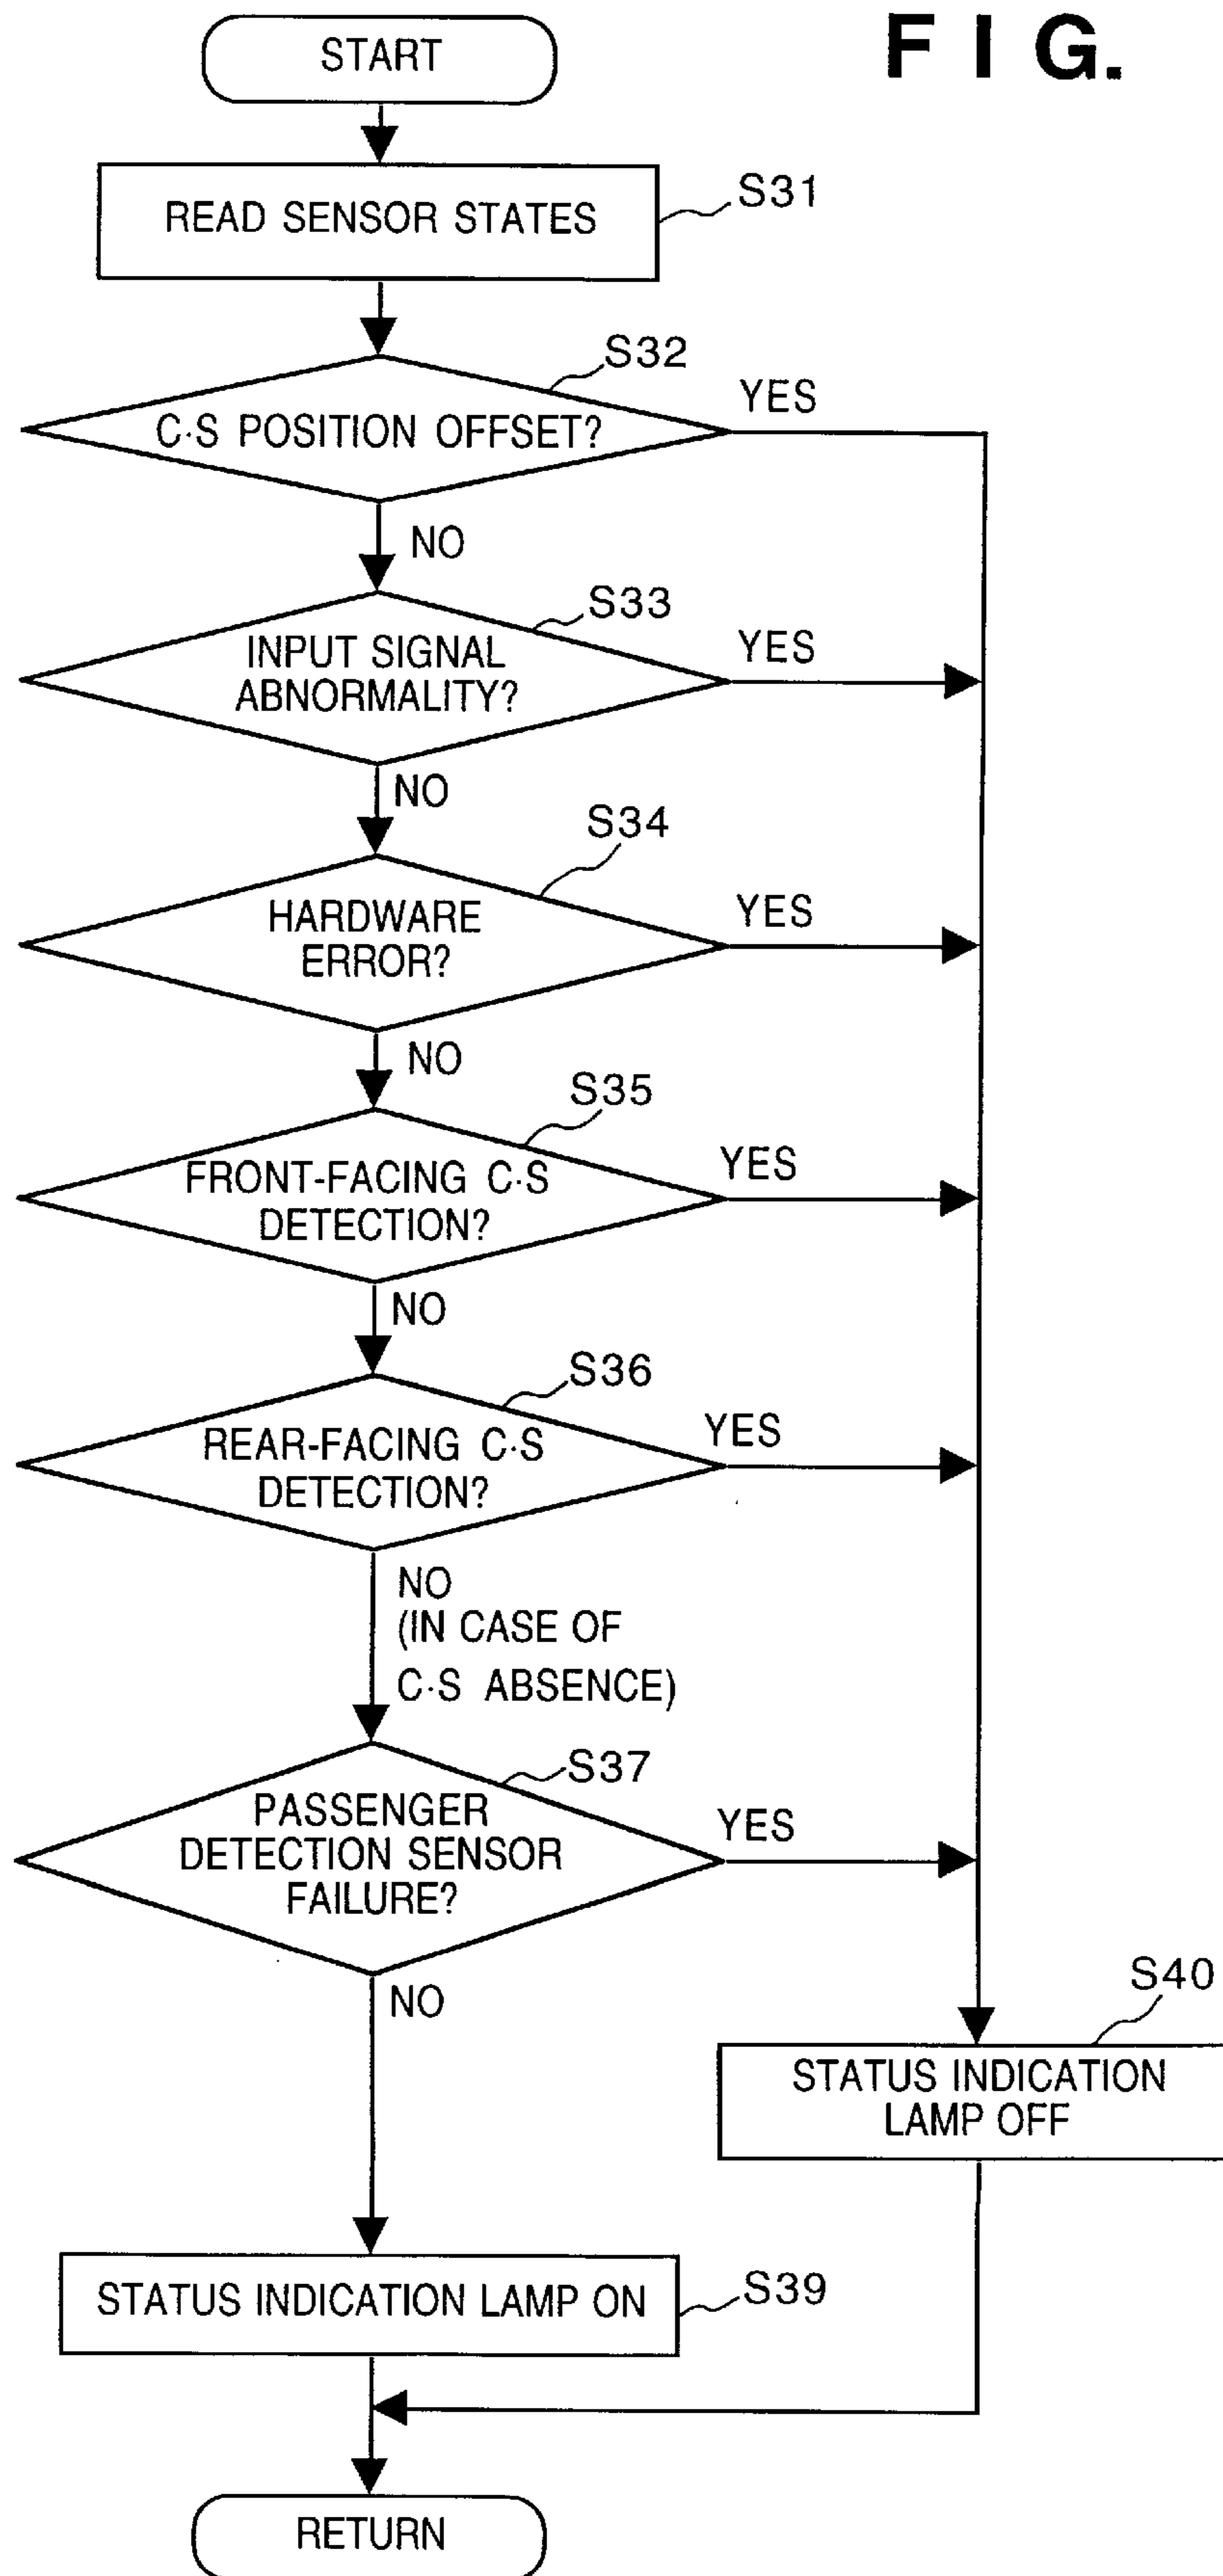 FIG.
START
READ SENSOR STATES
S31
S32
C·S POSITION OFFSET?
YES
NO
S33
INPUT SIGNAL
ABNORMALITY?
YES
NO
S34
HARDWARE
ERROR?
YES
NO
S35
FRONT-FACING C·S
DETECTION?
YES
NO
S36
REAR-FACING C·S
DETECTION?
YES
NO
(IN CASE OF
C·S ABSENCE)
S37
PASSENGER
DETECTION SENSOR
FAILURE?
YES
NO
S40
STATUS INDICATION
LAMP OFF
STATUS INDICATION LAMP ON
S39
RETURN